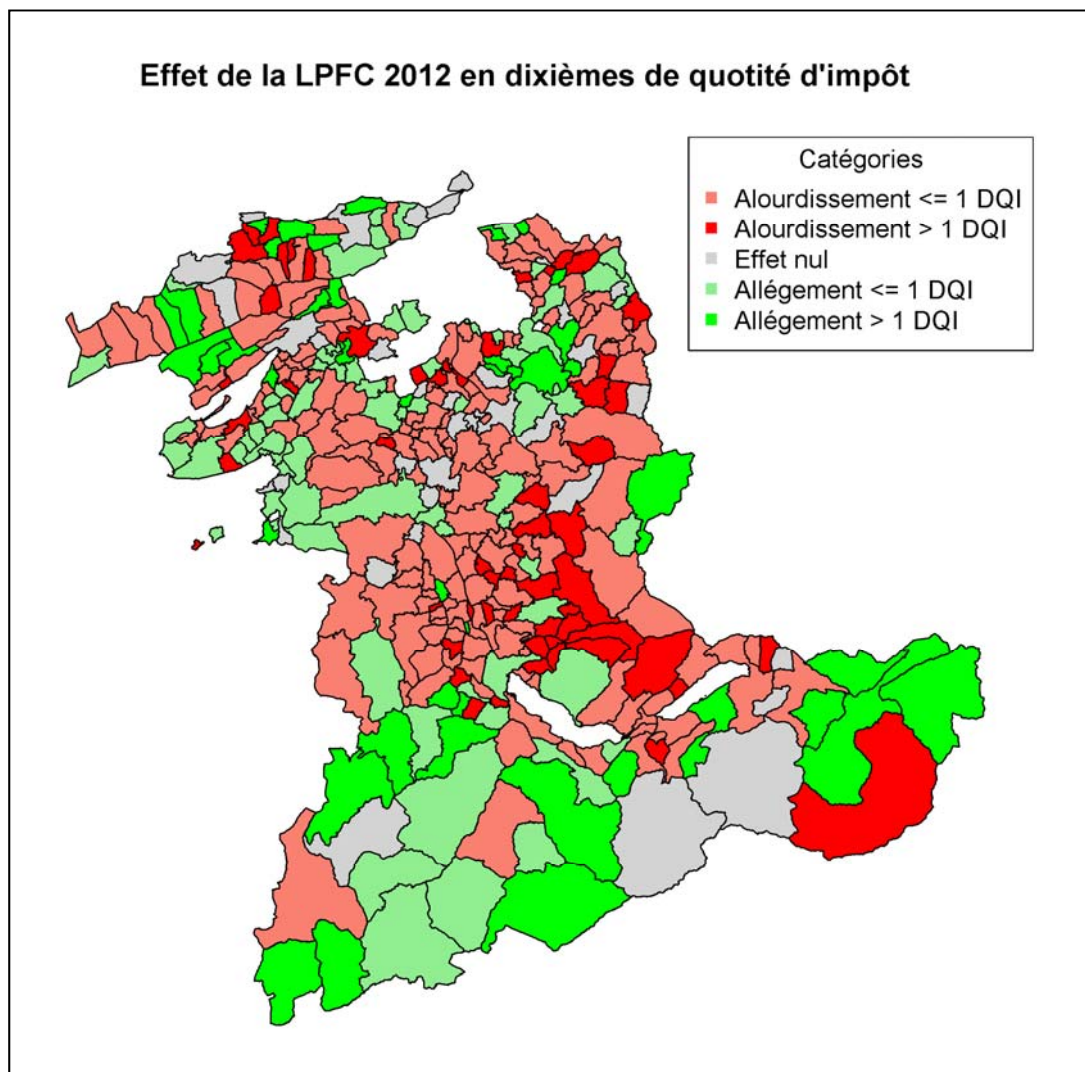 Effet de la LPFC 2012 en dixièmes de quotité d'impôt
Catégories
Alourdissement <= 1 DQI
Alourdissement > 1 DQI
Effet nul
Allégement <= 1 DQI
Allégement > 1 DQI